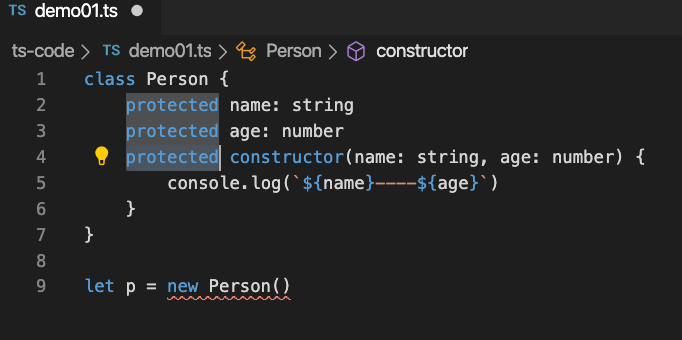 TS demo01.ts
ts-code > TS demo01.ts > Person > constructor
1 class Person {
2 protected name: string
3 protected age: number
4 protected constructor(name: string, age: number) {
5 console.log(`${name}----${age}`)
6 }
7 }
8
9 let p = new Person()